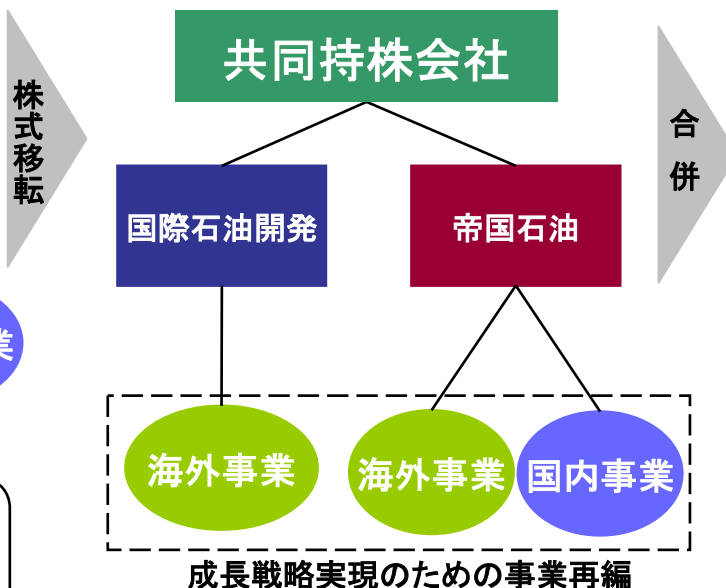 共同持株会社
株式移転
合併
国際石油開発
帝国石油
業
海外事業
海外事業
国内事業
成長戦略実現のための事業再編